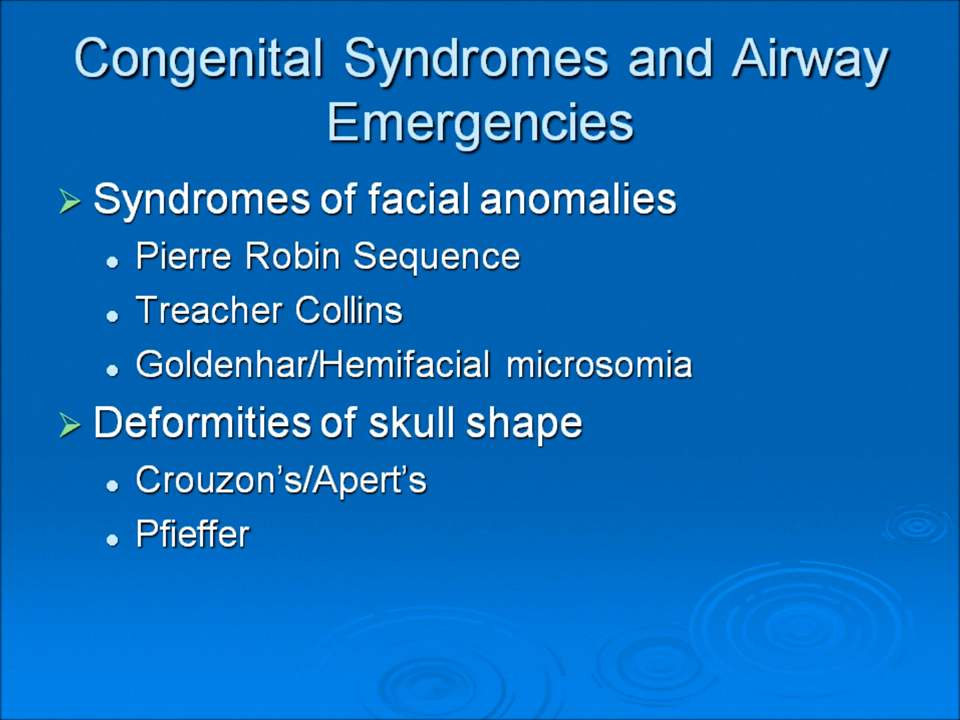 Congenital Syndromes and Airway
Emergencies
Syndromes of facial anomalies
Pierre Robin Sequence
Treacher Collins
Goldenhar/Hemifacial microsomia
Deformities of skull shape
Crouzon's/Apert's
Pfieffer